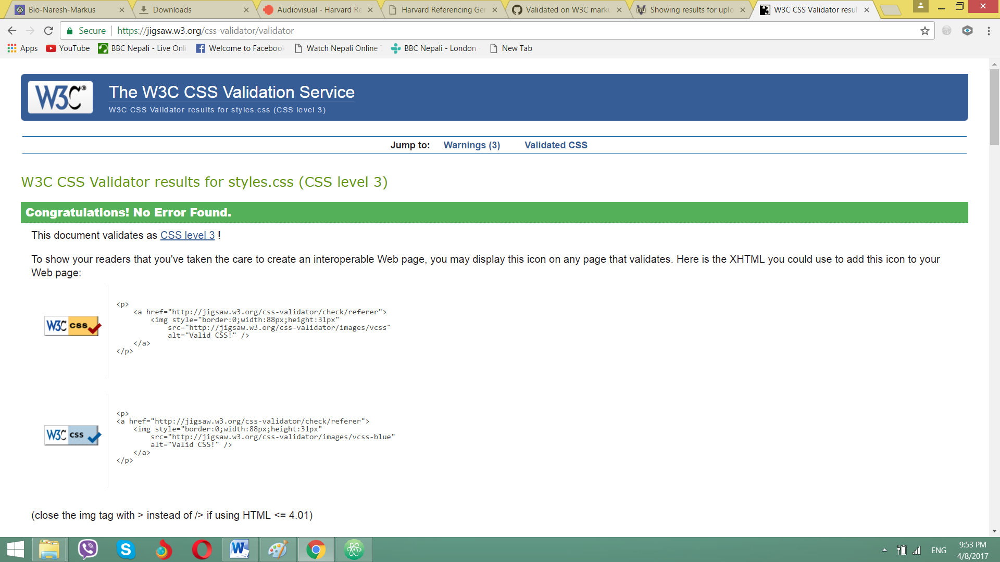 Bio-Naresh-Markus
Downloads
Audiovisual - Harvard Re
Harvard Referencing Ger
Validated on W3C marku
Showing results for uplo
W3C CSS Validator resul
Secure
https://jigsaw.w3.org/css-validator/validator
Apps
YouTube
BBC Nepali - Live Onli
Welcome to Facebook
Watch Nepali Online T
BBC Nepali - London
New Tab
W3C®
The W3C CSS Validation Service
W3C CSS Validator results for styles.css (CSS level 3)
Jump to: Warnings (3) Validated CSS
W3C CSS Validator results for styles.css (CSS level 3)
Congratulations! No Error Found.
This document validates as CSS level 3 !
To show your readers that you've taken the care to create an interoperable Web page, you may display this icon on any page that validates. Here is the XHTML you could use to add this icon to your
Web page:
W3C css
<p>
<a href="http://jigsaw.w3.org/css-validator/check/referer">
<img style="border:0;width:88px;height:31px"
src="http://jigsaw.w3.org/css-validator/images/vcss"
alt="Valid CSS!" />
</a>
</p>
W3C css
<p>
<a href="http://jigsaw.w3.org/css-validator/check/referer">
<img style="border:0;width:88px;height:31px"
src="http://jigsaw.w3.org/css-validator/images/vcss-blue"
alt="Valid CSS!" />
</a>
</p>
(close the img tag with > instead of /> if using HTML <= 4.01)
ENG
9:53 PM
4/8/2017